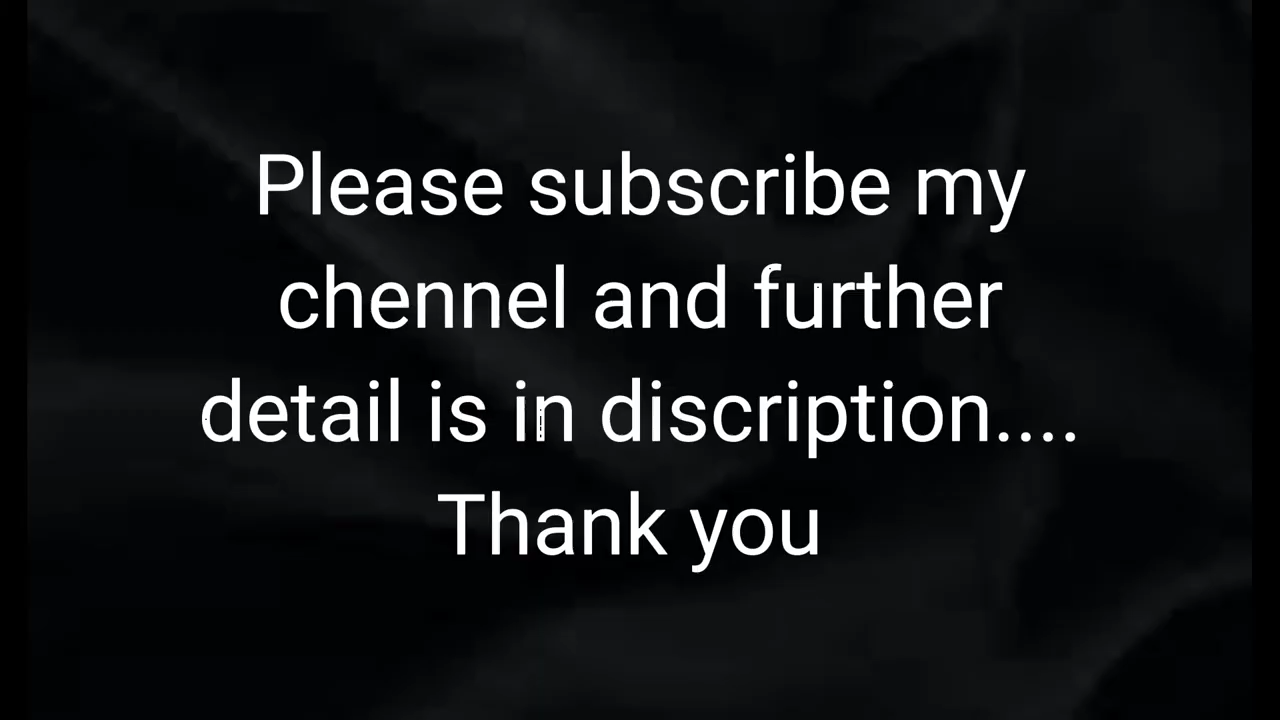 Please subscribe my
chennel and further
detail is in discription....
Thank you